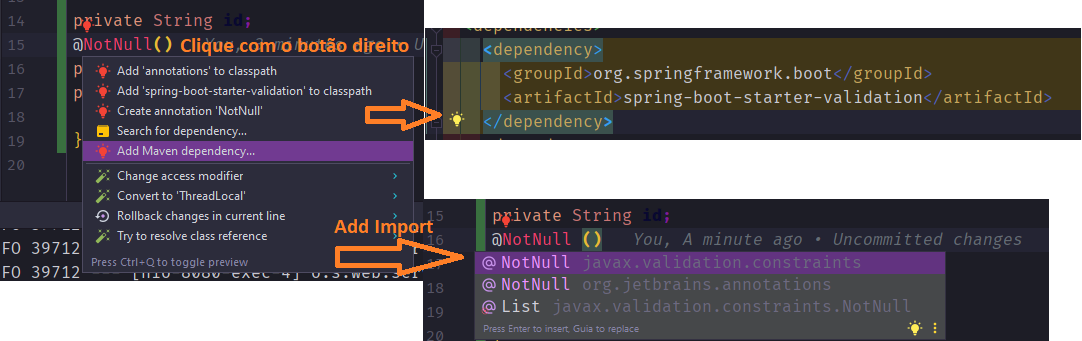 14 private String id;
15 @NotNull() You, 2 minutes ago • U
Clique com o botão direito
16 p
17 p
18
19 }
20
Add 'annotations' to classpath
Add 'spring-boot-starter-validation' to classpath
Create annotation 'NotNull'
Search for dependency...
Add Maven dependency...
Change access modifier
Convert to 'ThreadLocal'
Rollback changes in current line
Try to resolve class reference
Press Ctrl+Q to toggle preview
FO 39712
FO 39712
FO 39712 --- [nio-8080-exec-4] o.s.web.ser
<dependencies>
<dependency>
<groupId>org.springframework.boot</groupId>
<artifactId>spring-boot-starter-validation</artifactId>
</dependency>
Add Import
15 private String id;
16 @NotNull () You, A minute ago • Uncommitted changes
17 @ NotNull javax.validation.constraints
18 @ NotNull org.jetbrains.annotations
19 @ List javax.validation.constraints.NotNull
20 Press Enter to insert, Guia to replace